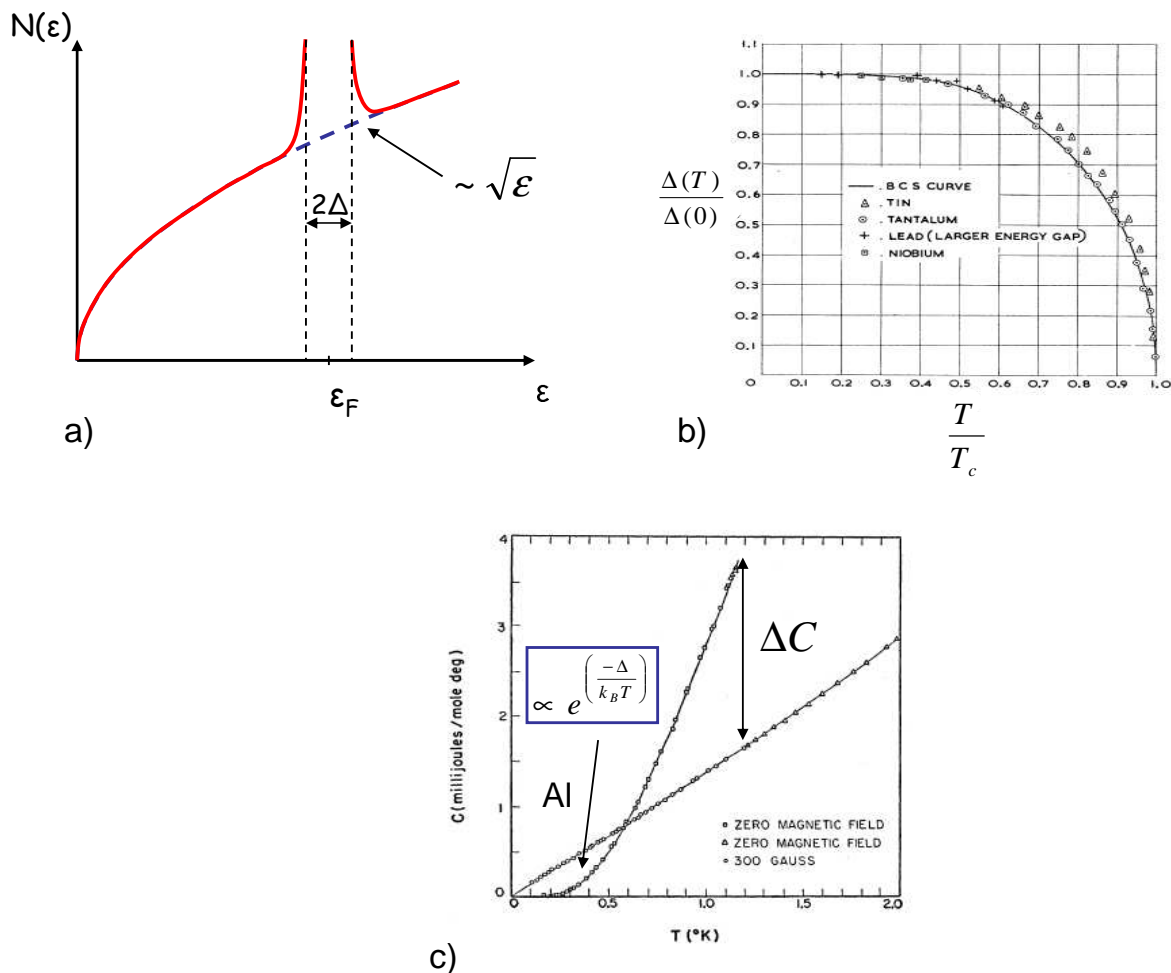 N(ε)
~ √ε
2Δ
ε_F
ε
a)
1.1
1.0
0.9
0.8
0.7
0.6
0.5
0.4
0.3
0.2
0.1
Δ(T)
Δ(0)
B C S CURVE
TIN
TANTALUM
LEAD (LARGER ENERGY GAP)
NIOBIUM
0 0.1 0.2 0.3 0.4 0.5 0.6 0.7 0.8 0.9 1.0
b)
T
T_c
4
3
2
1
0
C (millijoules/mole deg)
ΔC
∝ e^(-Δ/k_B T)
Al
ZERO MAGNETIC FIELD
ZERO MAGNETIC FIELD
300 GAUSS
0 0.5 1.0 1.5 2.0
T (°K)
c)